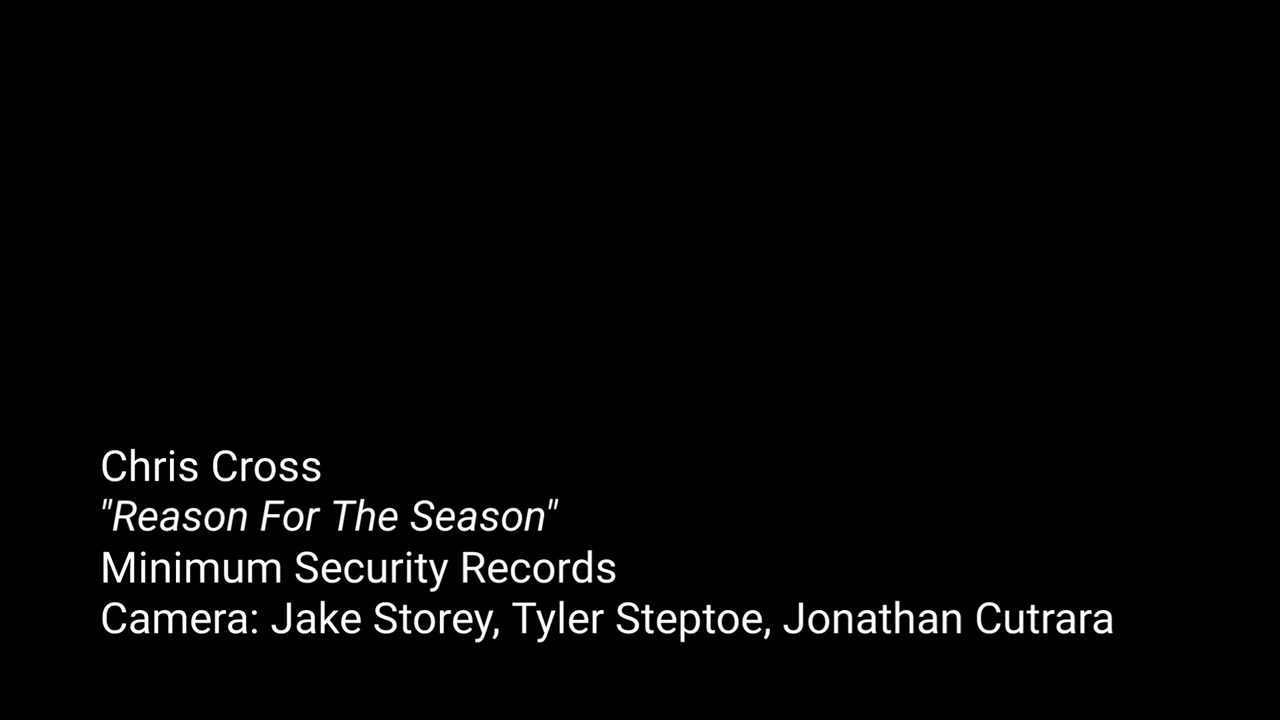 Chris Cross
"Reason For The Season"
Minimum Security Records
Camera: Jake Storey, Tyler Steptoe, Jonathan Cutrara